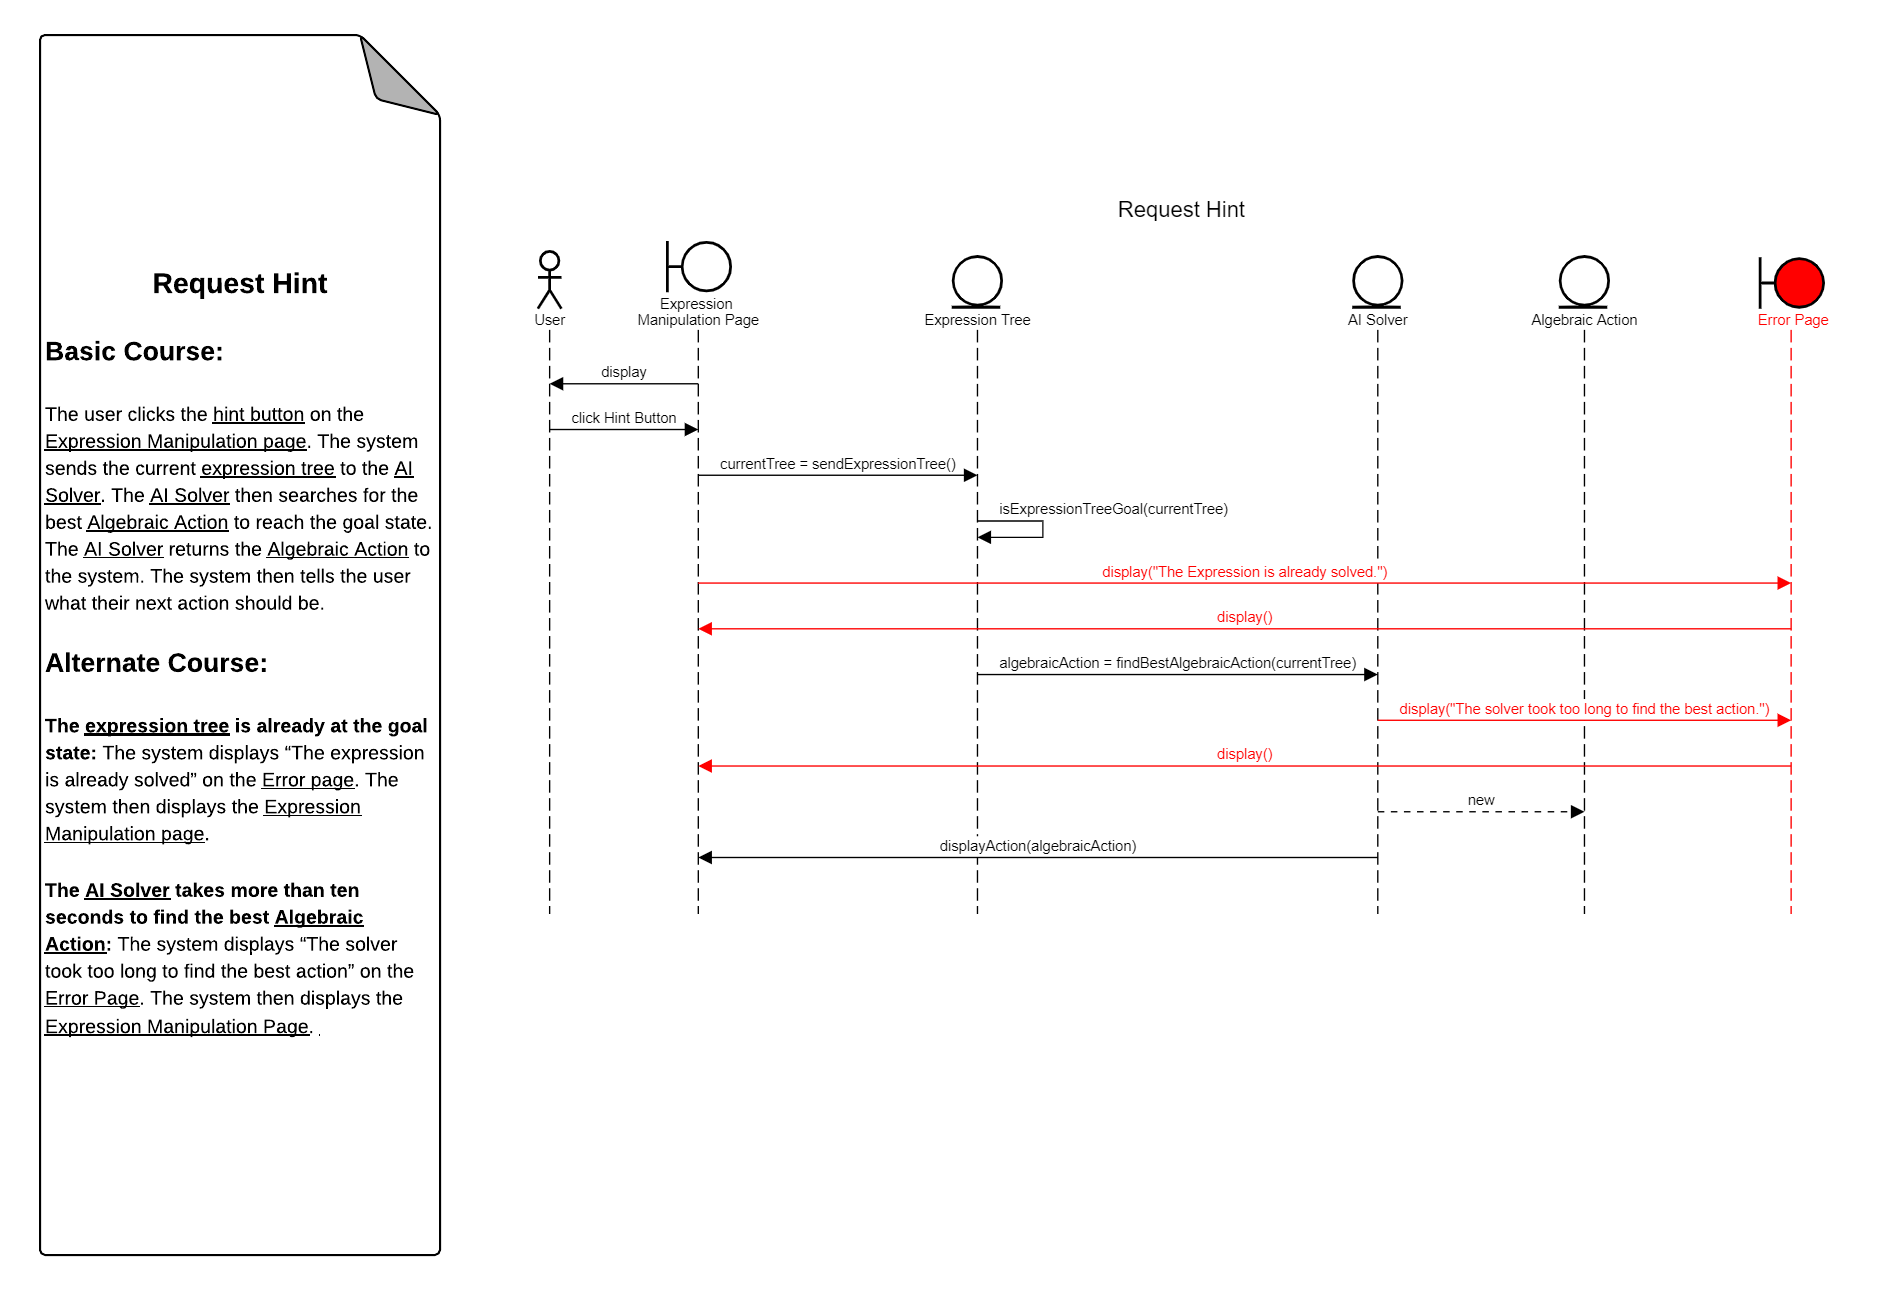 Request Hint
Basic Course:
The user clicks the hint button on the
Expression Manipulation page. The system
sends the current expression tree to the AI
Solver. The AI Solver then searches for the
best Algebraic Action to reach the goal state.
The AI Solver returns the Algebraic Action to
the system. The system then tells the user
what their next action should be.
Alternate Course:
The expression tree is already at the goal
state: The system displays “The expression
is already solved” on the Error page. The
system then displays the Expression
Manipulation page.
The AI Solver takes more than ten
seconds to find the best Algebraic
Action: The system displays “The solver
took too long to find the best action” on the
Error Page. The system then displays the
Expression Manipulation Page. .
Request Hint
User
Expression
Manipulation Page
Expression Tree
AI Solver
Algebraic Action
Error Page
display
click Hint Button
currentTree = sendExpressionTree()
isExpressionTreeGoal(currentTree)
display("The Expression is already solved.")
display()
algebraicAction = findBestAlgebraicAction(currentTree)
display("The solver took too long to find the best action.")
display()
new
displayAction(algebraicAction)